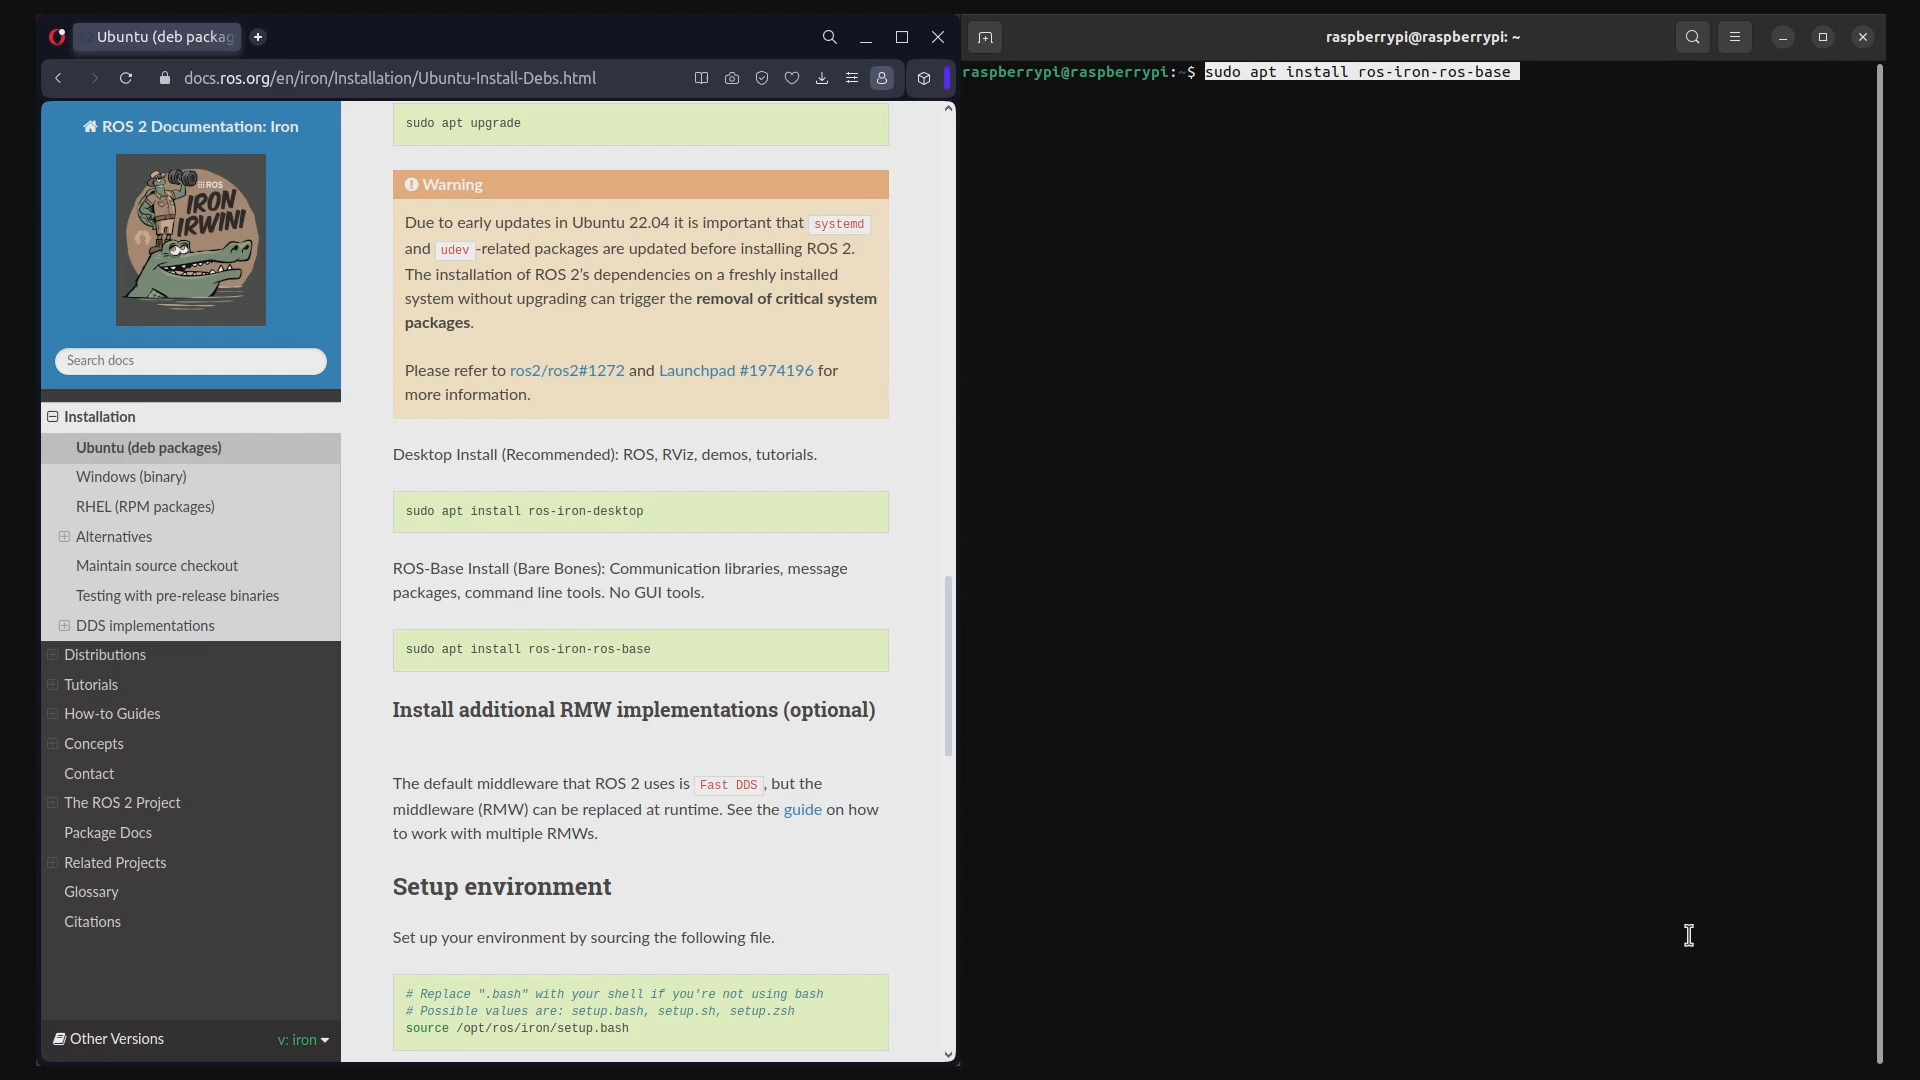 Ubuntu (deb packag
docs.ros.org/en/iron/Installation/Ubuntu-Install-Debs.html
ROS 2 Documentation: Iron
ROS
IRON
IRWINI
Search docs
Installation
Ubuntu (deb packages)
Windows (binary)
RHEL (RPM packages)
Alternatives
Maintain source checkout
Testing with pre-release binaries
DDS implementations
Distributions
Tutorials
How-to Guides
Concepts
Contact
The ROS 2 Project
Package Docs
Related Projects
Glossary
Citations
Other Versions
v: iron
sudo apt upgrade
Warning
Due to early updates in Ubuntu 22.04 it is important that systemd
and udev-related packages are updated before installing ROS 2.
The installation of ROS 2’s dependencies on a freshly installed
system without upgrading can trigger the removal of critical system
packages.
Please refer to ros2/ros2#1272 and Launchpad #1974196 for
more information.
Desktop Install (Recommended): ROS, RViz, demos, tutorials.
sudo apt install ros-iron-desktop
ROS-Base Install (Bare Bones): Communication libraries, message
packages, command line tools. No GUI tools.
sudo apt install ros-iron-ros-base
Install additional RMW implementations (optional)
The default middleware that ROS 2 uses is Fast DDS, but the
middleware (RMW) can be replaced at runtime. See the guide on how
to work with multiple RMWs.
Setup environment
Set up your environment by sourcing the following file.
# Replace ".bash" with your shell if you're not using bash
# Possible values are: setup.bash, setup.sh, setup.zsh
source /opt/ros/iron/setup.bash
raspberrypi@raspberrypi: ~
raspberrypi@raspberrypi:~$ sudo apt install ros-iron-ros-base